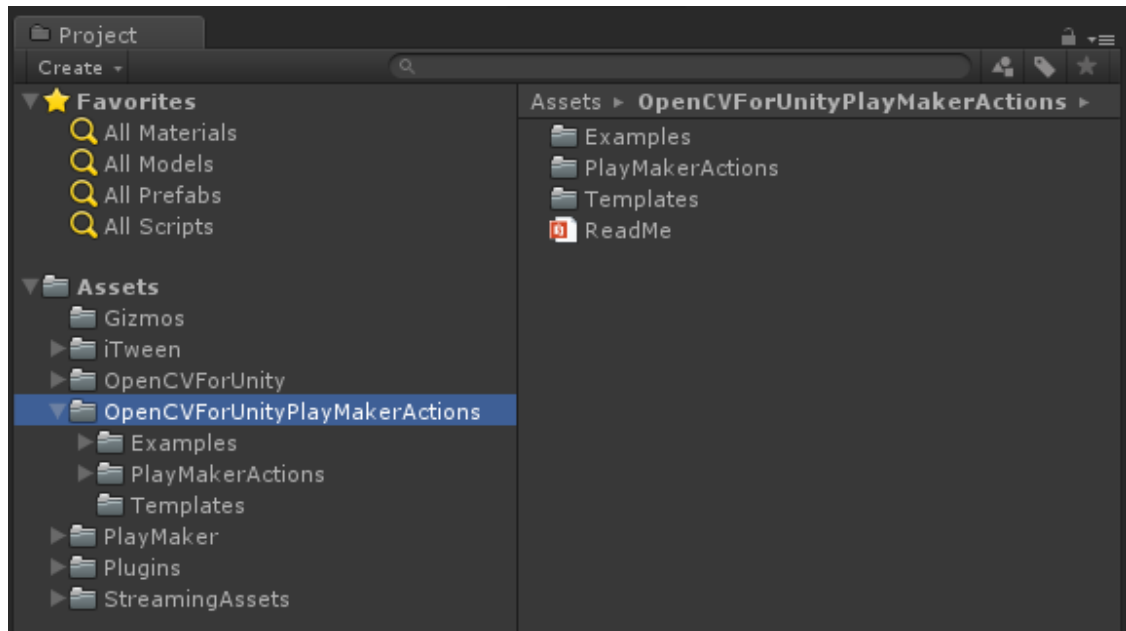 Project
Create
Favorites
All Materials
All Models
All Prefabs
All Scripts
Assets
Gizmos
iTween
OpenCVForUnity
OpenCVForUnityPlayMakerActions
Examples
PlayMakerActions
Templates
PlayMaker
Plugins
StreamingAssets
Assets ▸ OpenCVForUnityPlayMakerActions ▸
Examples
PlayMakerActions
Templates
ReadMe